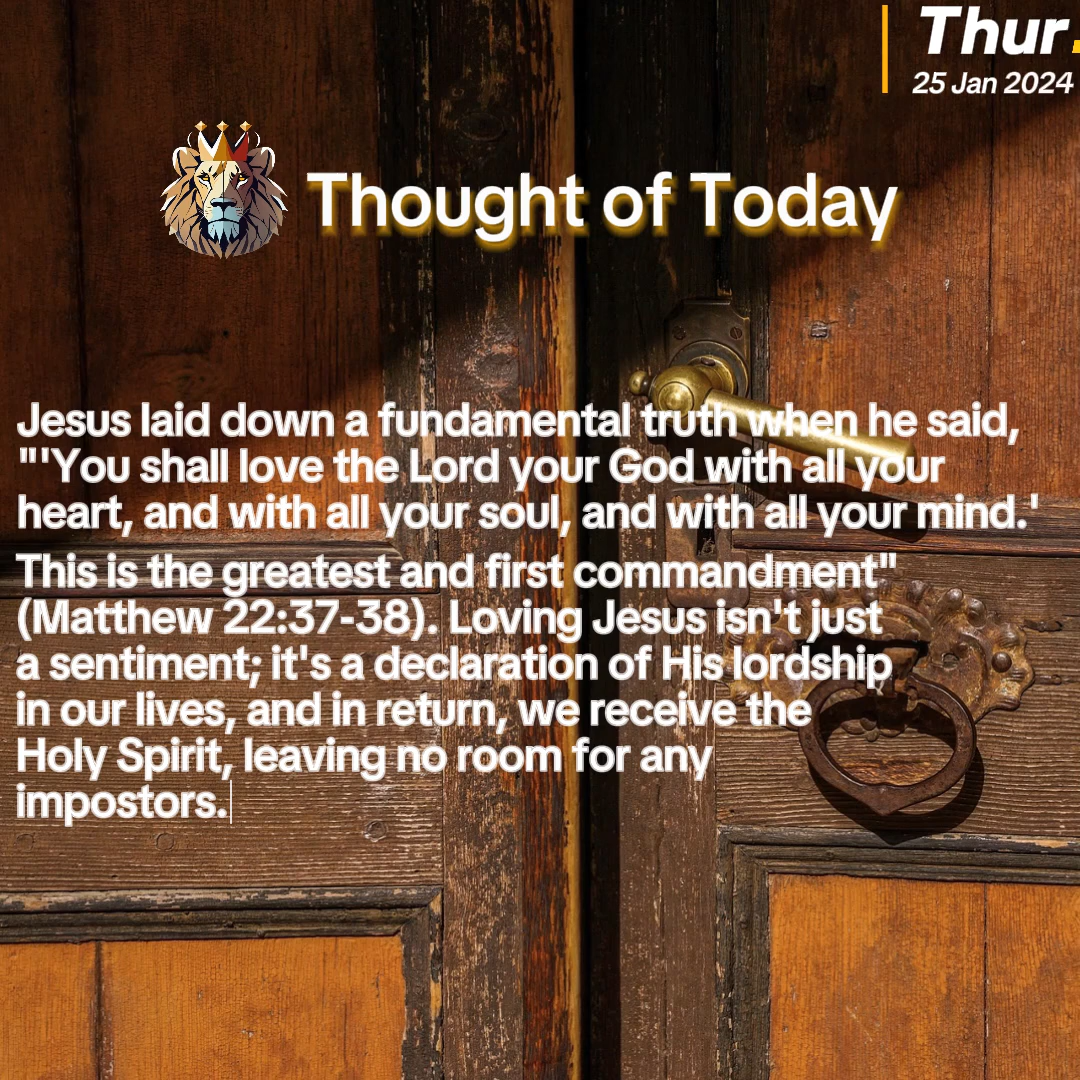 Thur.
25 Jan 2024
Thought of Today
Jesus laid down a fundamental truth when he said,
"'You shall love the Lord your God with all your
heart, and with all your soul, and with all your mind.'
This is the greatest and first commandment"
(Matthew 22:37-38). Loving Jesus isn't just
a sentiment; it's a declaration of His lordship
in our lives, and in return, we receive the
Holy Spirit, leaving no room for any
impostors.